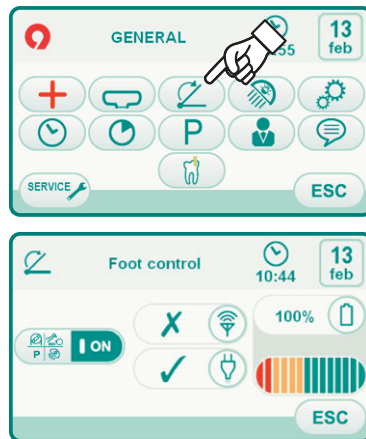 GENERAL
55
13
feb
P
SERVICE
ESC
Foot control
10:44
13
feb
P
ON
100%
ESC